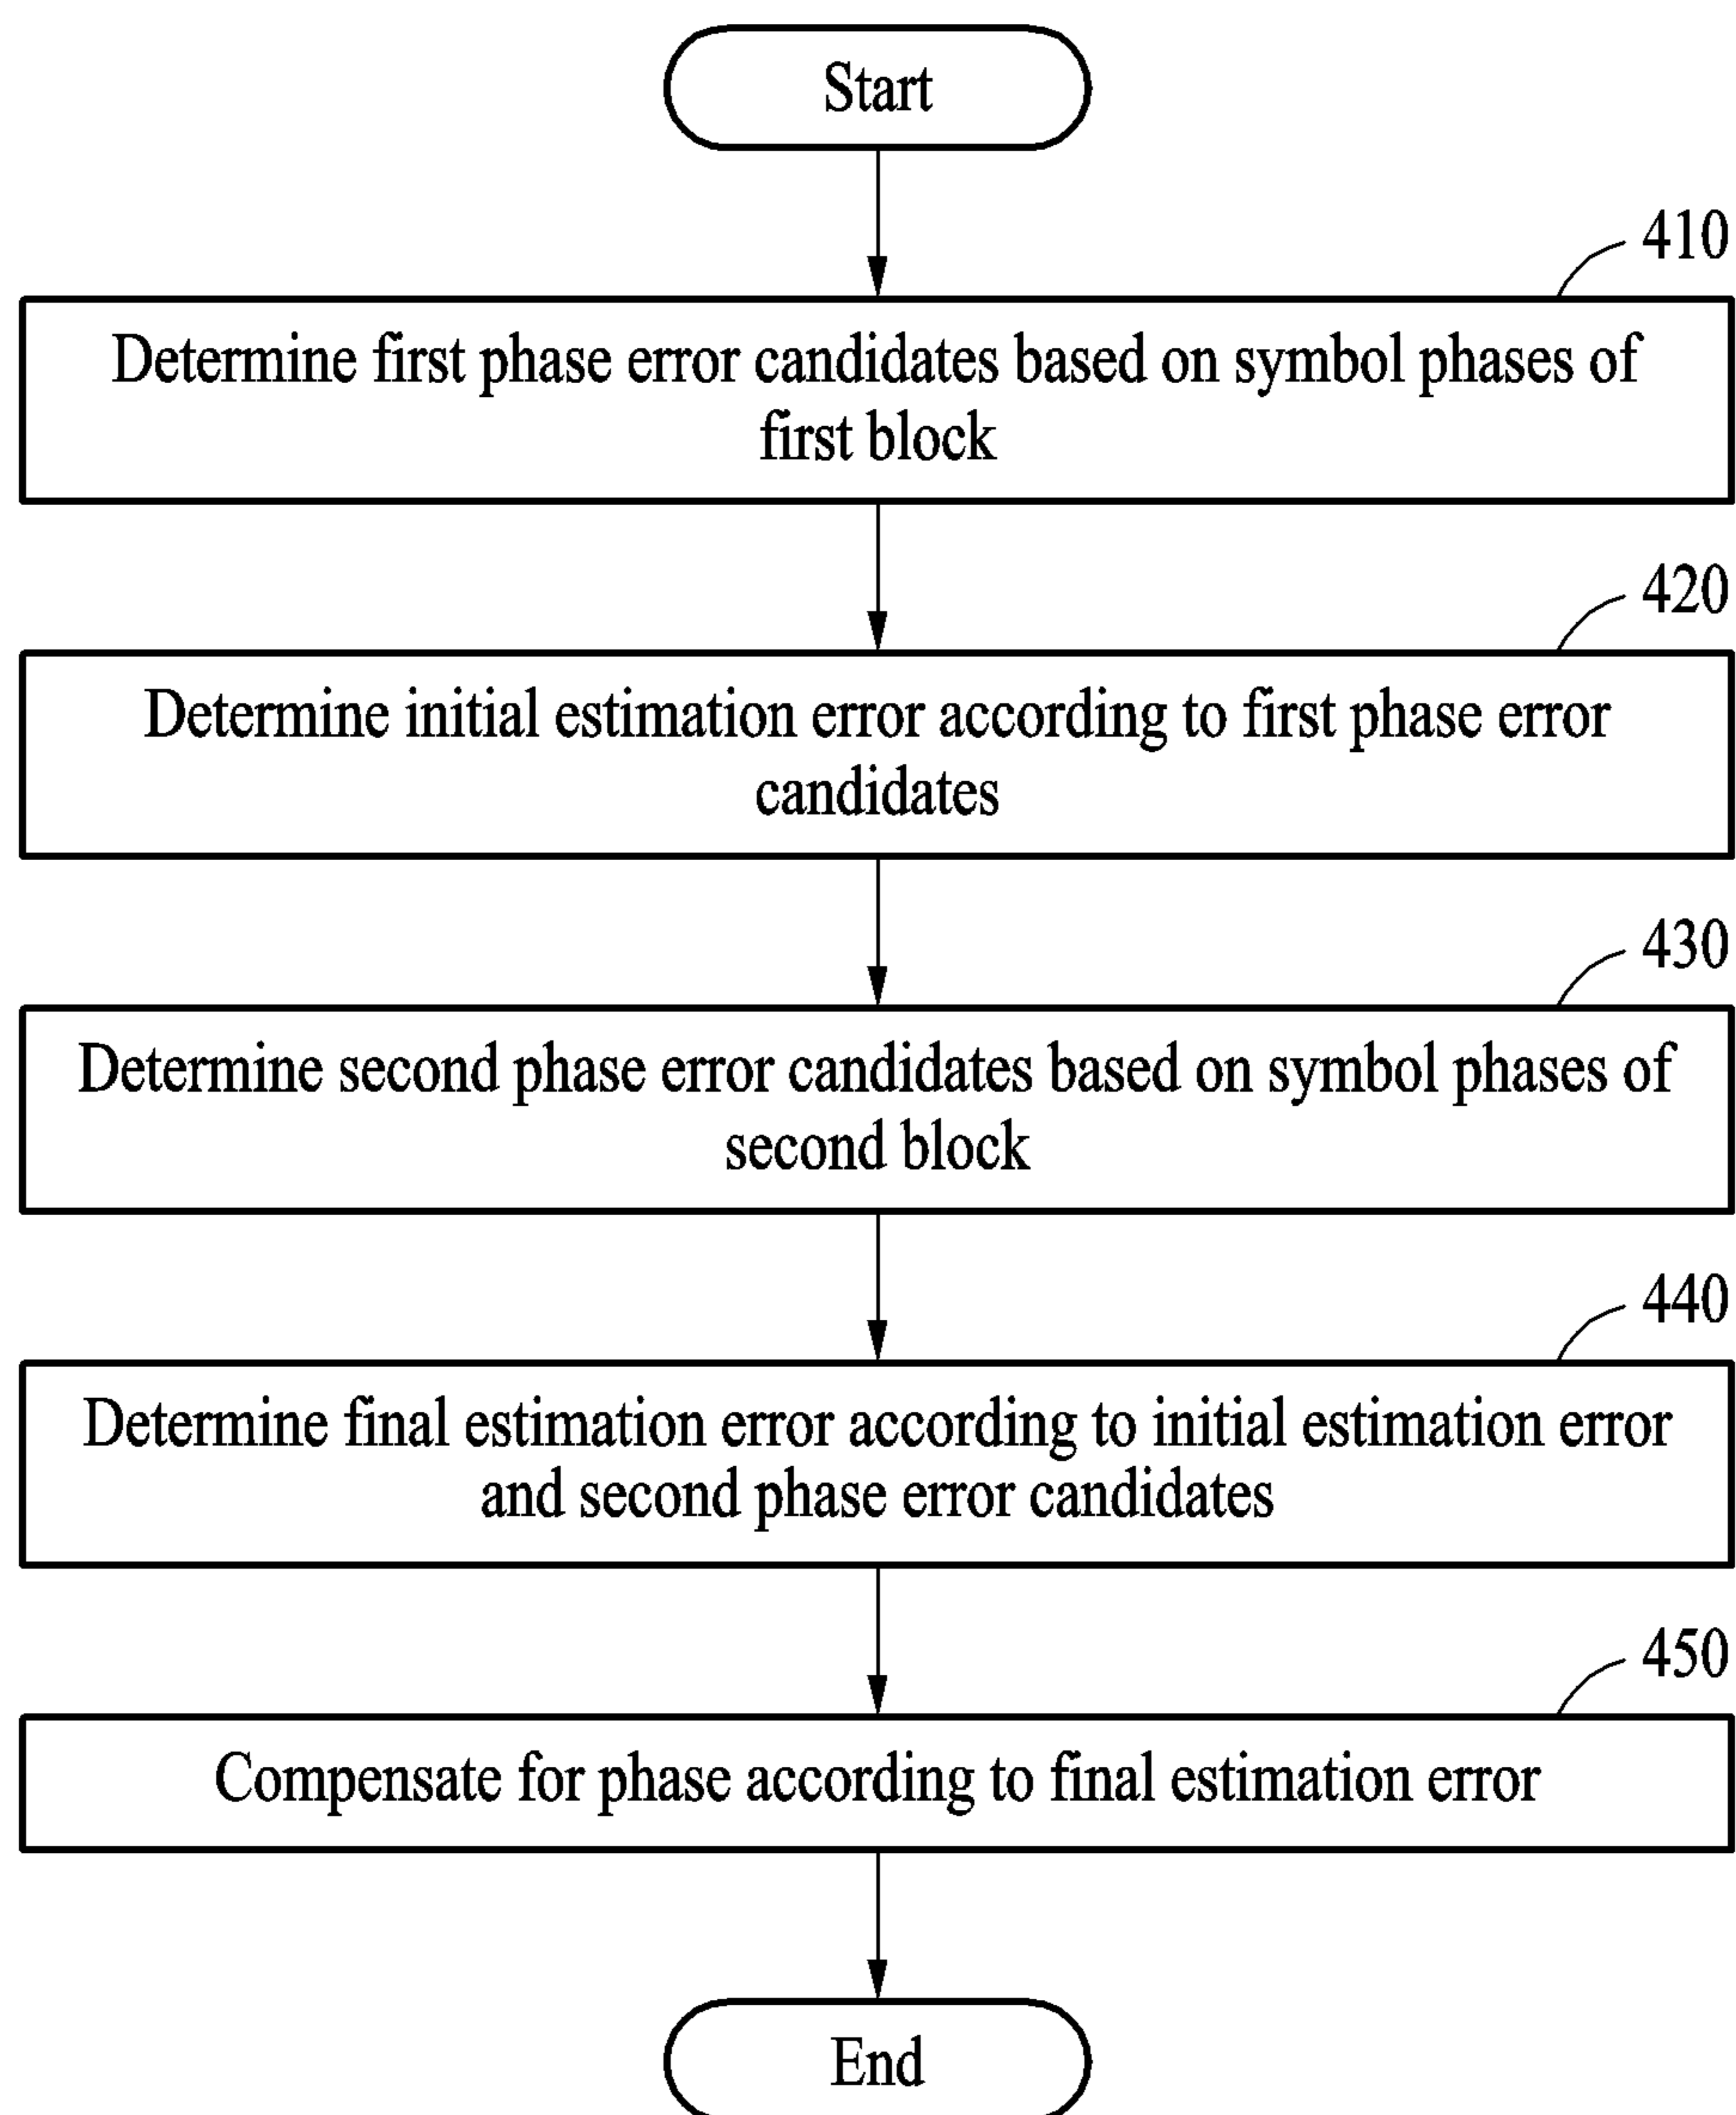 Start
410
Determine first phase error candidates based on symbol phases of
first block
420
Determine initial estimation error according to first phase error
candidates
430
Determine second phase error candidates based on symbol phases of
second block
440
Determine final estimation error according to initial estimation error
and second phase error candidates
450
Compensate for phase according to final estimation error
End